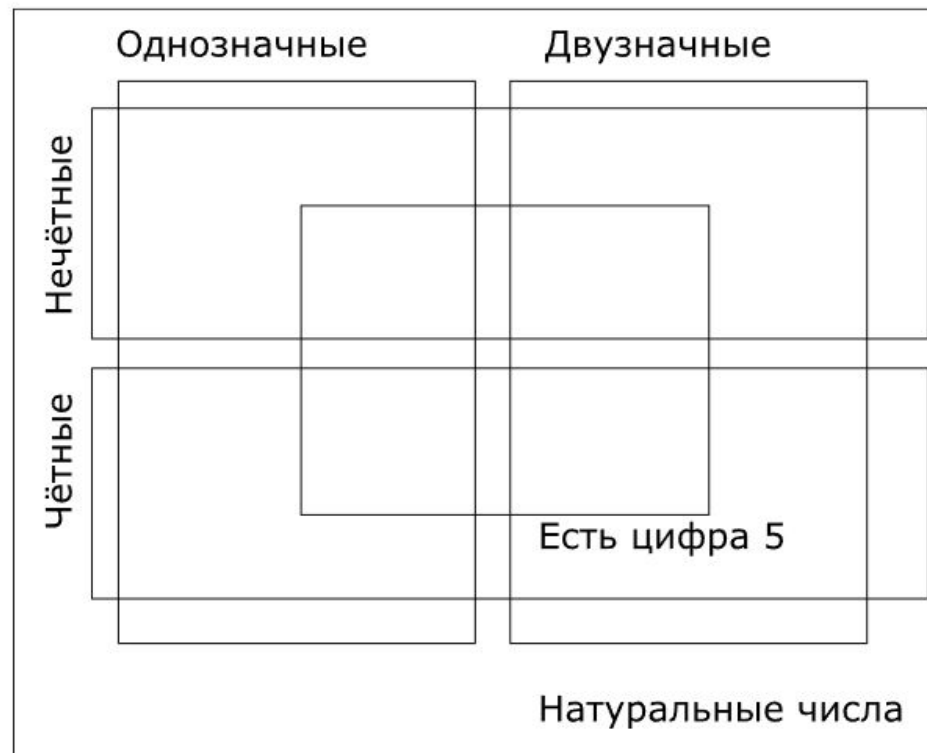 Однозначные
Двузначные
Нечётные
Чётные
Есть цифра 5
Натуральные числа